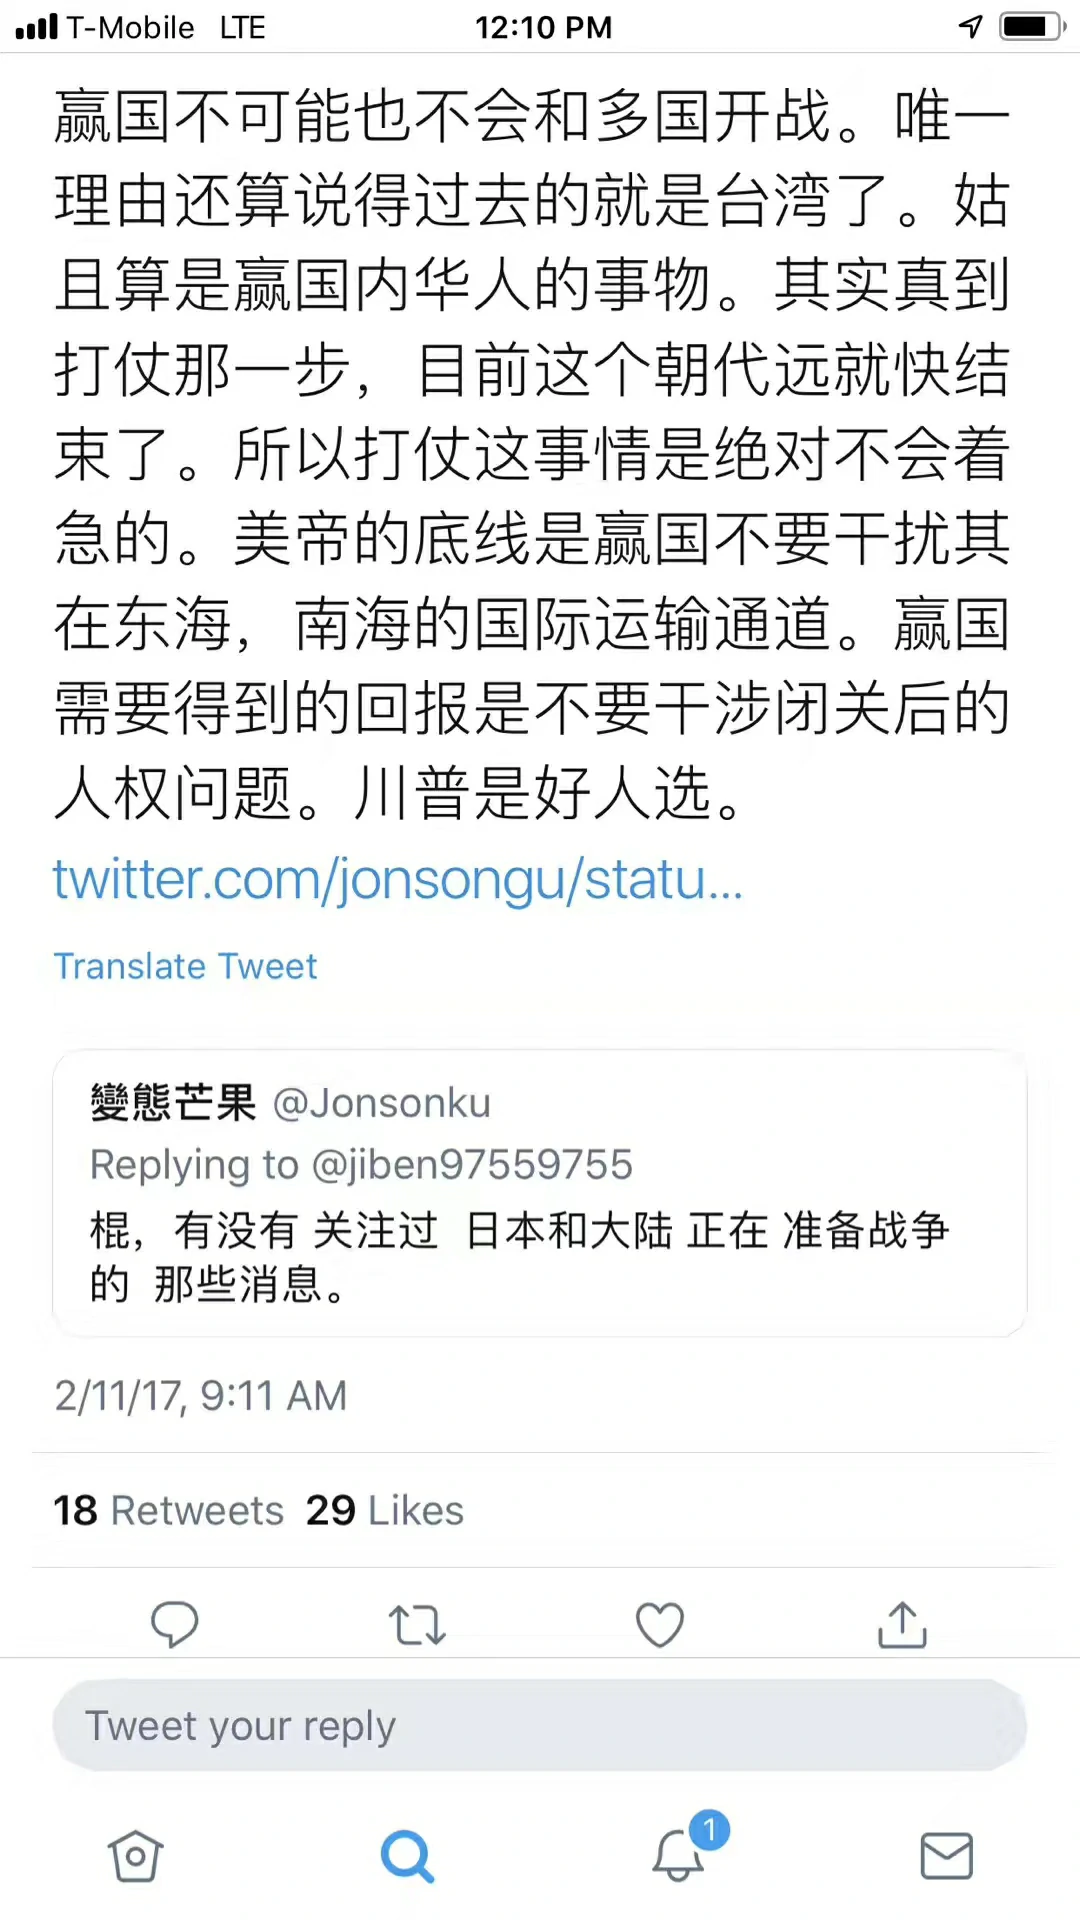 T-Mobile LTE 12:10 PM
赢国不可能也不会和多国开战。唯一
理由还算说得过去的就是台湾了。姑
且算是赢国内华人的事物。其实真到
打仗那一步，目前这个朝代远就快结
束了。所以打仗这事情是绝对不会着
急的。美帝的底线是赢国不要干扰其
在东海，南海的国际运输通道。赢国
需要得到的回报是不要干涉闭关后的
人权问题。川普是好人选。
twitter.com/jonsongu/statu...
Translate Tweet
變態芒果 @Jonsonku
Replying to @jiben97559755
棍，有没有 关注过 日本和大陆 正在 准备战争
的 那些消息。
2/11/17, 9:11 AM
18 Retweets 29 Likes
Tweet your reply
1